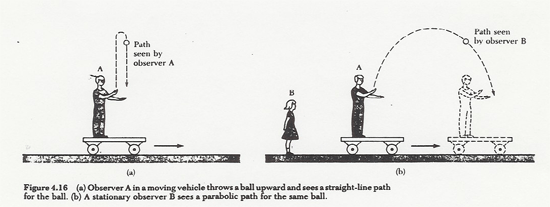 Path
seen by
observer A
A
(a)
Path seen
by observer B
B
A
(b)
Figure 4.16 (a) Observer A in a moving vehicle throws a ball upward and sees a straight-line path
for the ball. (b) A stationary observer B sees a parabolic path for the same ball.